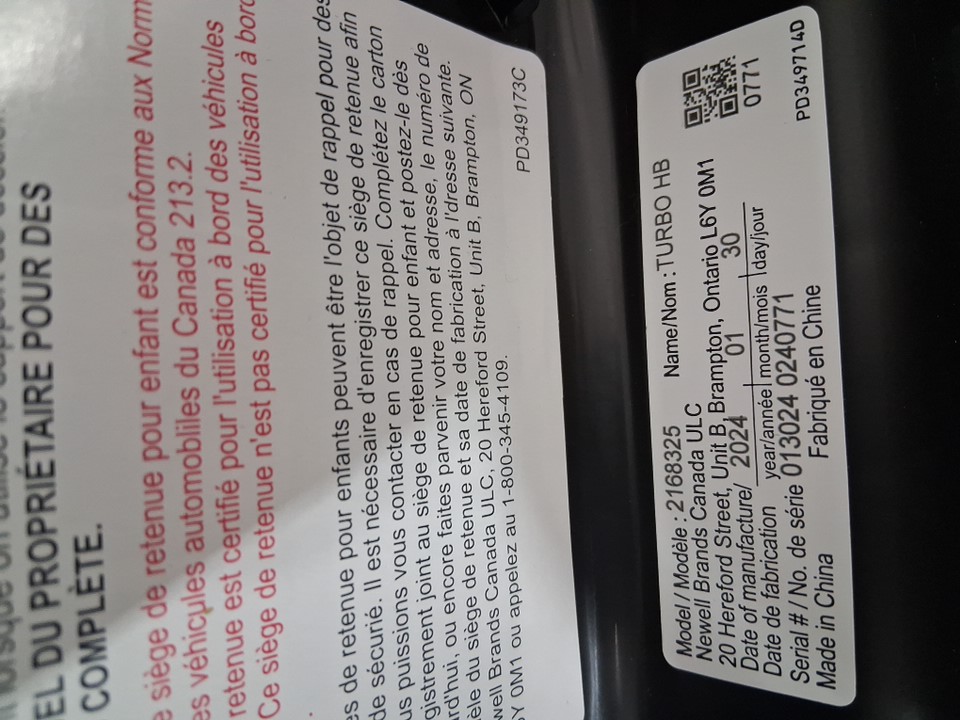 EL DU PROPRIÉTAIRE POUR DES
COMPLÈTE.
siège de retenue pour enfant est conforme aux Norm
es véhicules automobliles du Canada 213.2.
retenue est certifié pour l'utilisation à bord des véhicules
Ce siège de retenue n'est pas certifié pour l'utilisation à bord
es de retenue pour enfants peuvent être l'objet de rappel pour des
de sécurié. Il est nécessaire d'enregistrer ce siège de retenue afin
us puissions vous contacter en cas de rappel. Complétez le carton
gistrement joint au siège de retenue pour enfant et postez-le dès
urd'hui, ou encore faites parvenir votre nom et adresse, le numéro de
èle du siège de retenue et sa date de fabrication à l'dresse suivante.
well Brands Canada ULC, 20 Hereford Street, Unit B, Brampton, ON
Y 0M1 ou appelez au 1-800-345-4109.
PD349173C
Model / Modèle : 2168325 Name/Nom : TURBO HB
Newell Brands Canada ULC
20 Hereford Street, Unit B, Brampton, Ontario L6Y 0M1
Date of manufacture/ 2024 01 30
Date de fabrication year/année month/mois day/jour
Serial # / No. de série 013024 0240771
Made in China Fabriqué en Chine
0771
PD349714D